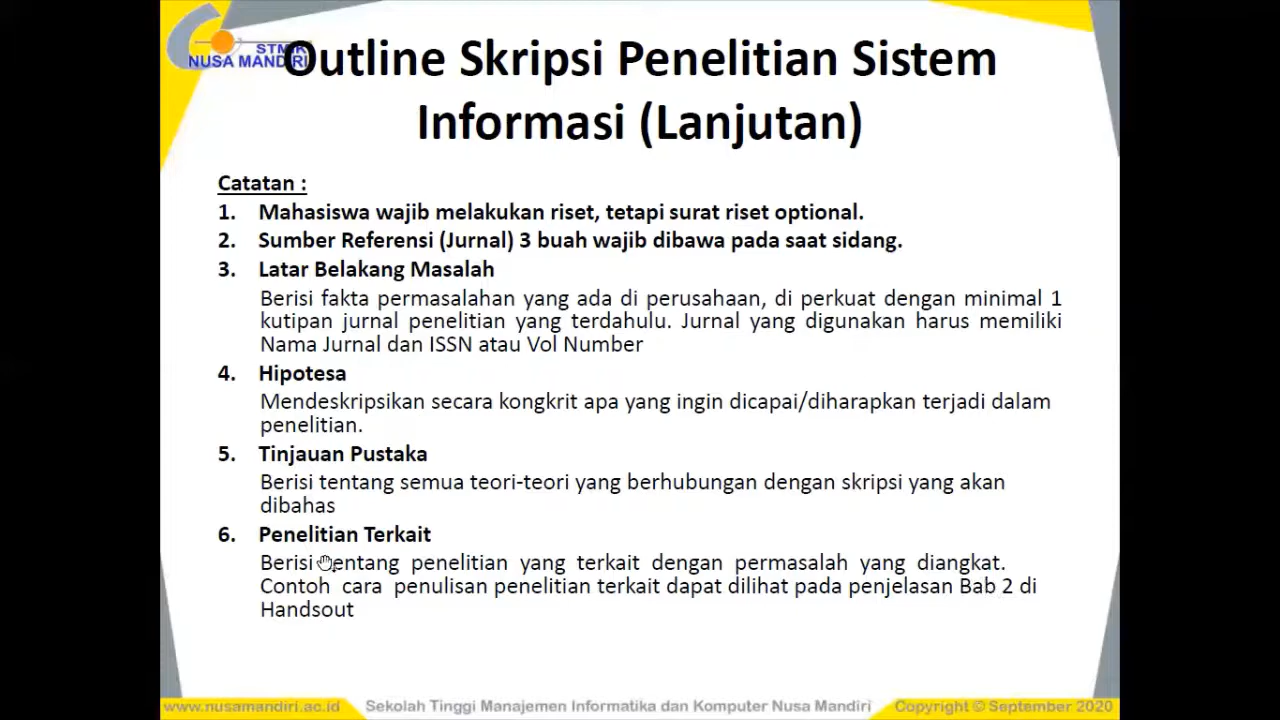 STMIK
NUSA MANDIRI
Outline Skripsi Penelitian Sistem
Informasi (Lanjutan)
Catatan :
1. Mahasiswa wajib melakukan riset, tetapi surat riset optional.
2. Sumber Referensi (Jurnal) 3 buah wajib dibawa pada saat sidang.
3. Latar Belakang Masalah
Berisi fakta permasalahan yang ada di perusahaan, di perkuat dengan minimal 1
kutipan jurnal penelitian yang terdahulu. Jurnal yang digunakan harus memiliki
Nama Jurnal dan ISSN atau Vol Number
4. Hipotesa
Mendeskripsikan secara kongkrit apa yang ingin dicapai/diharapkan terjadi dalam
penelitian.
5. Tinjauan Pustaka
Berisi tentang semua teori-teori yang berhubungan dengan skripsi yang akan
dibahas
6. Penelitian Terkait
Berisi tentang penelitian yang terkait dengan permasalah yang diangkat.
Contoh cara penulisan penelitian terkait dapat dilihat pada penjelasan Bab 2 di
Handsout
www.nusamandiri.ac.id Sekolah Tinggi Manajemen Informatika dan Komputer Nusa Mandiri Copyright © September 2020